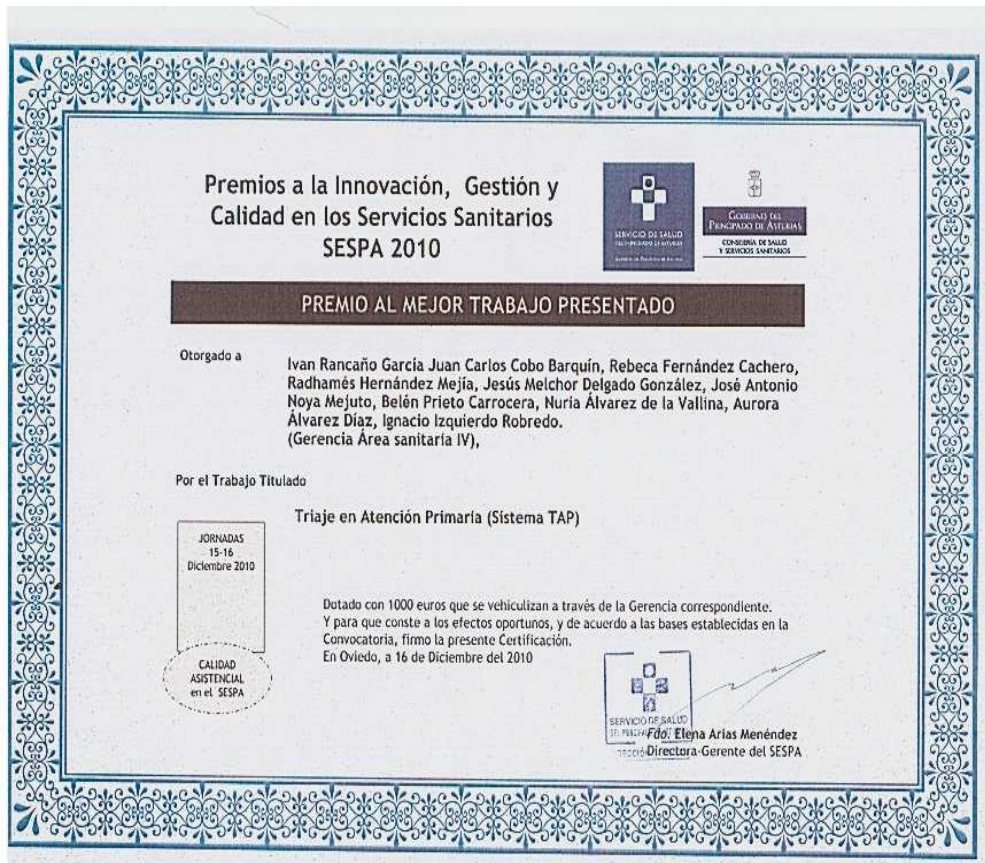 Premios a la Innovación, Gestión y
Calidad en los Servicios Sanitarios
SESPA 2010
SERVICIO DE SALUD
DEL PRINCIPADO DE ASTURIAS
GOBIERNO DEL
PRINCIPADO DE ASTURIAS
CONSEJERÍA DE SALUD
Y SERVICIOS SANITARIOS
PREMIO AL MEJOR TRABAJO PRESENTADO
Otorgado a
Ivan Rancaño García Juan Carlos Cobo Barquín, Rebeca Fernández Cachero,
Radhamés Hernández Mejía, Jesús Melchor Delgado González, José Antonio
Noya Mejuto, Belén Prieto Carrocera, Nuria Álvarez de la Vallina, Aurora
Álvarez Díaz, Ignacio Izquierdo Robredo.
(Gerencia Área sanitaria IV),
Por el Trabajo Titulado
Triaje en Atención Primaria (Sistema TAP)
JORNADAS
15-16
Diciembre 2010
CALIDAD
ASISTENCIAL
en el SESPA
Dotado con 1000 euros que se vehiculizan a través de la Gerencia correspondiente.
Y para que conste a los efectos oportunos, y de acuerdo a las bases establecidas en la
Convocatoria, firmo la presente Certificación.
En Oviedo, a 16 de Diciembre del 2010
SERVICIO DE SALUD
Fdo. Elena Arias Menéndez
Directora-Gerente del SESPA